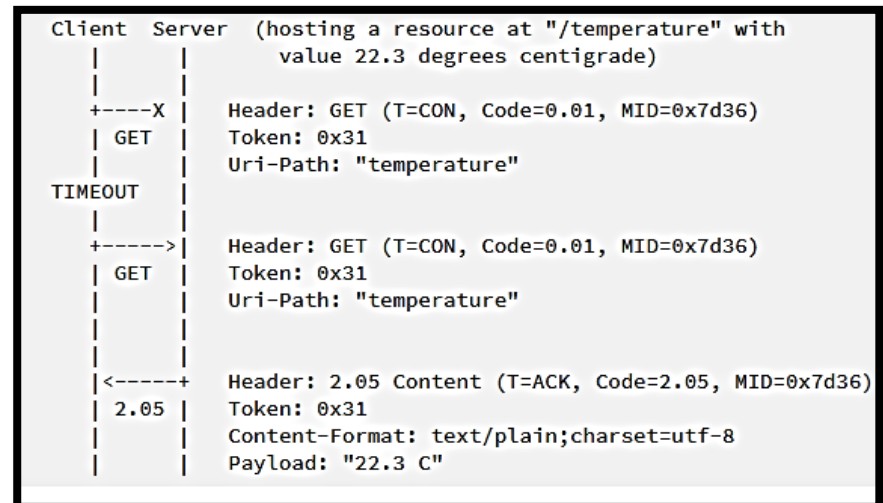 Client  Server  (hosting a resource at "/temperature" with
   |       |       value 22.3 degrees centigrade)
   |       |
   +----X  |   Header: GET (T=CON, Code=0.01, MID=0x7d36)
   | GET   |   Token: 0x31
   |       |   Uri-Path: "temperature"
TIMEOUT    |
   |       |
   +----->|   Header: GET (T=CON, Code=0.01, MID=0x7d36)
   | GET   |   Token: 0x31
   |       |   Uri-Path: "temperature"
   |       |
   |       |
   |<-----+   Header: 2.05 Content (T=ACK, Code=2.05, MID=0x7d36)
   | 2.05  |   Token: 0x31
   |       |   Content-Format: text/plain;charset=utf-8
   |       |   Payload: "22.3 C"